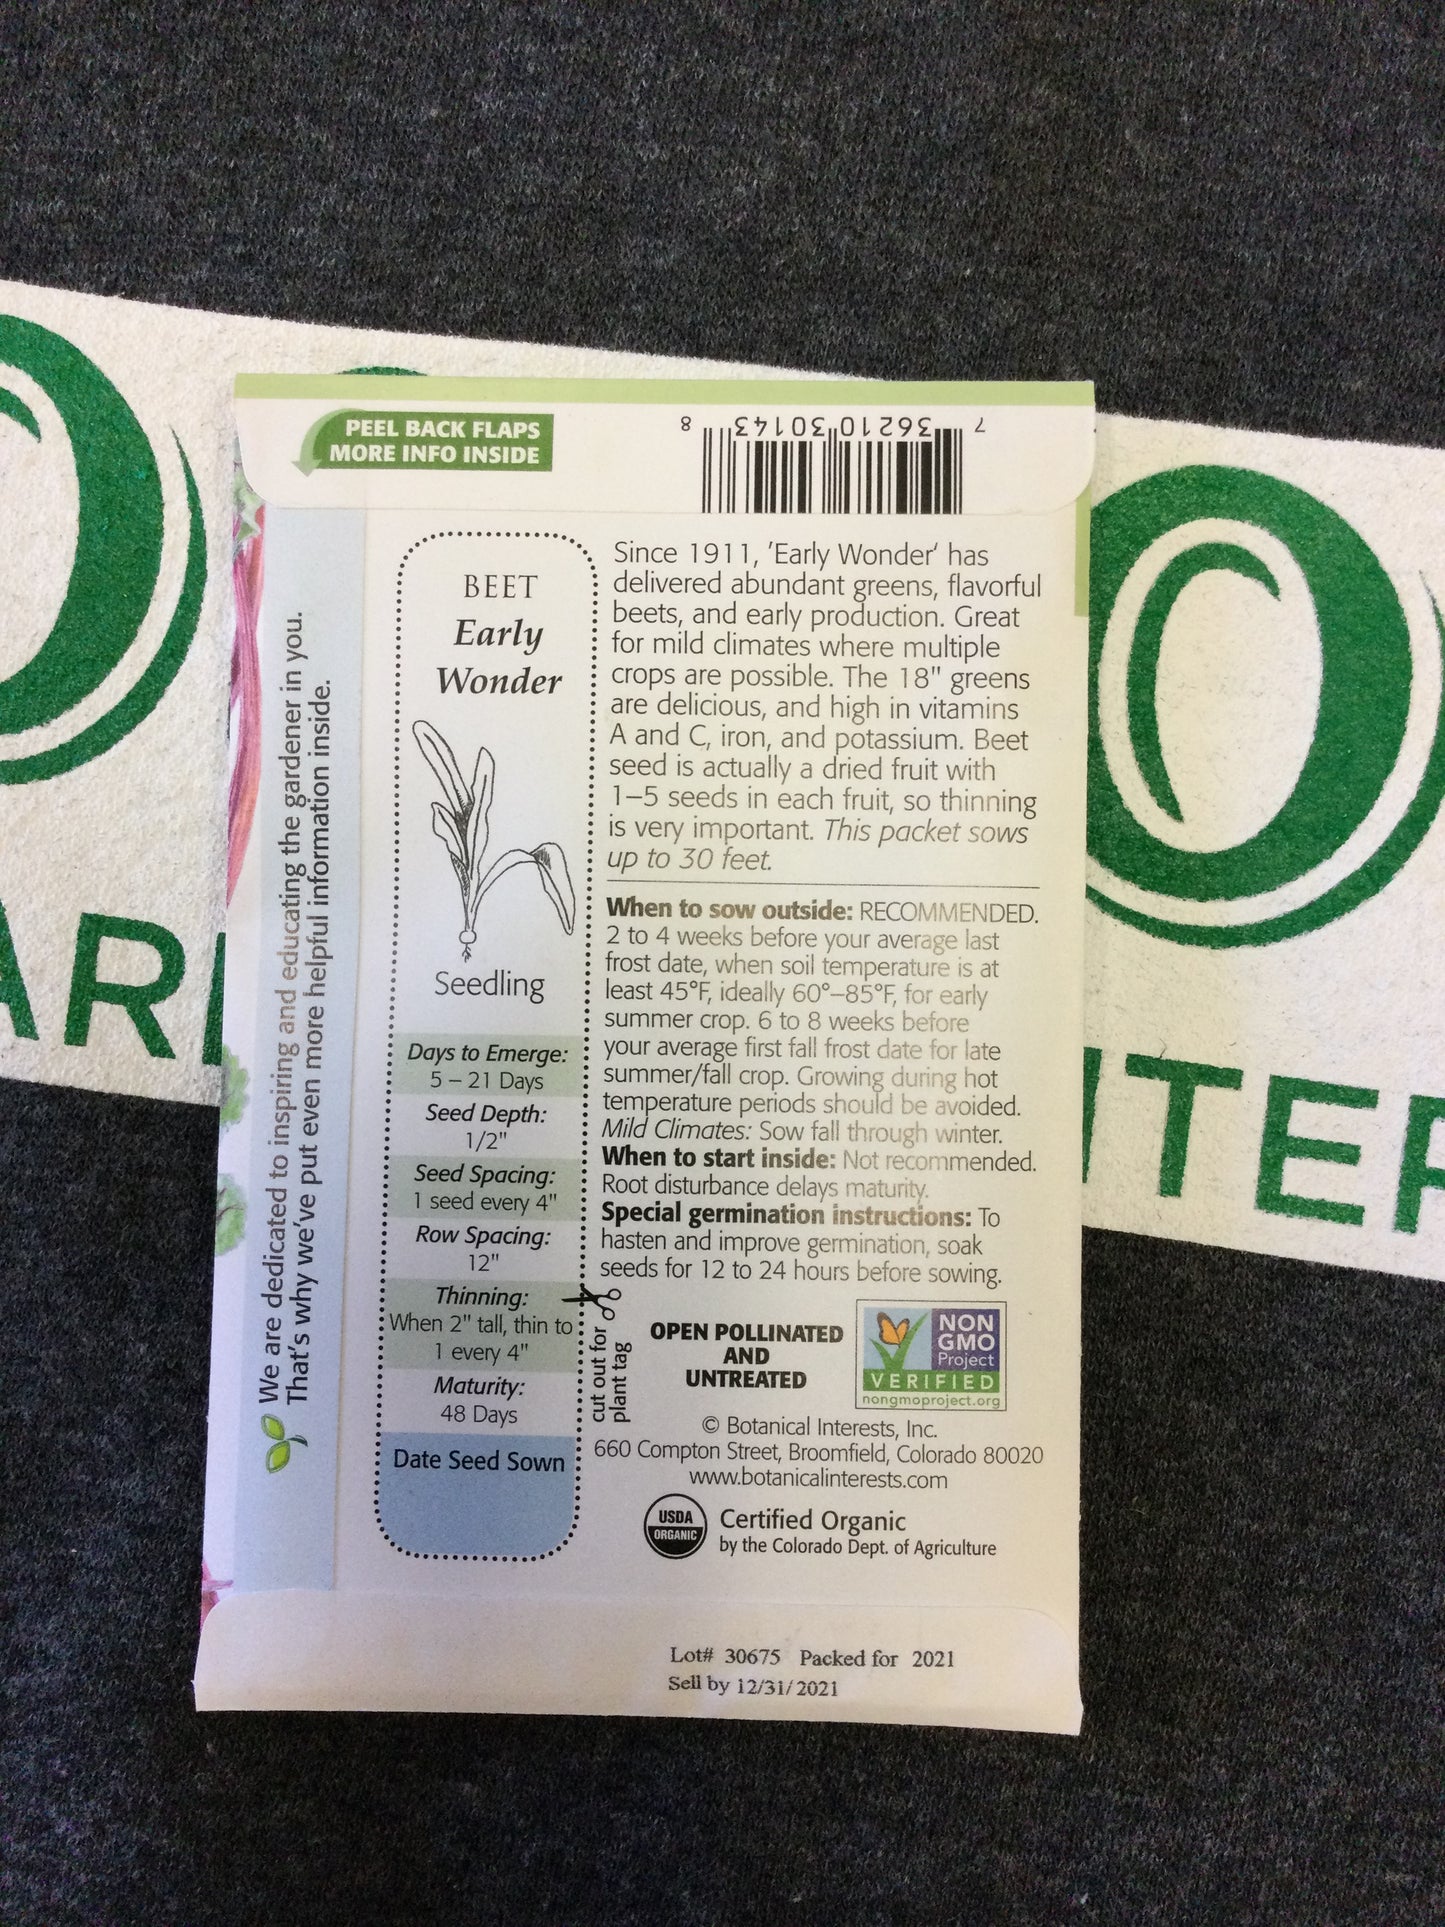 PEEL BACK FLAPS
MORE INFO INSIDE
7 36210 30143 8
We are dedicated to inspiring and educating the gardener in you.
That's why we've put even more helpful information inside.
BEET
Early
Wonder
Seedling
Days to Emerge:
5 – 21 Days
Seed Depth:
1/2"
Seed Spacing:
1 seed every 4"
Row Spacing:
12"
Thinning:
When 2" tall, thin to
1 every 4"
Maturity:
48 Days
Date Seed Sown
cut out for
plant tag
Since 1911, 'Early Wonder' has
delivered abundant greens, flavorful
beets, and early production. Great
for mild climates where multiple
crops are possible. The 18" greens
are delicious, and high in vitamins
A and C, iron, and potassium. Beet
seed is actually a dried fruit with
1–5 seeds in each fruit, so thinning
is very important. This packet sows
up to 30 feet.
When to sow outside: RECOMMENDED.
2 to 4 weeks before your average last
frost date, when soil temperature is at
least 45°F, ideally 60°–85°F, for early
summer crop. 6 to 8 weeks before
your average first fall frost date for late
summer/fall crop. Growing during hot
temperature periods should be avoided.
Mild Climates: Sow fall through winter.
When to start inside: Not recommended.
Root disturbance delays maturity.
Special germination instructions: To
hasten and improve germination, soak
seeds for 12 to 24 hours before sowing.
OPEN POLLINATED
AND
UNTREATED
NON
GMO
Project
VERIFIED
nongmoproject.org
© Botanical Interests, Inc.
660 Compton Street, Broomfield, Colorado 80020
www.botanicalinterests.com
USDA
ORGANIC
Certified Organic
by the Colorado Dept. of Agriculture
Lot# 30675 Packed for 2021
Sell by 12/31/2021